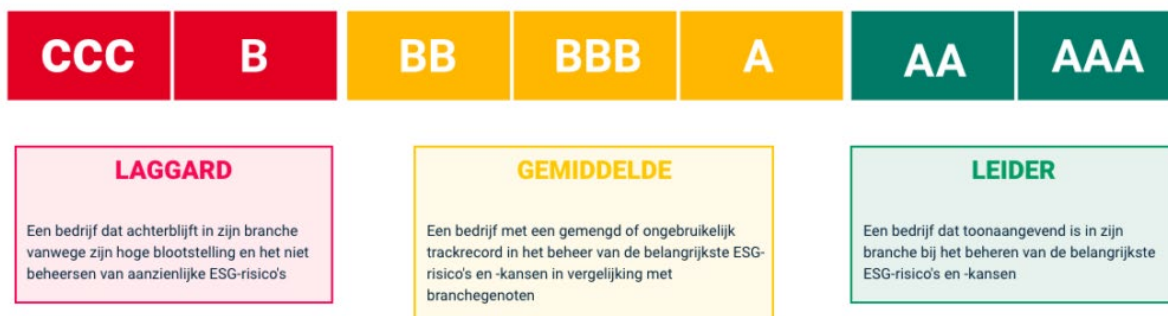 CCC B BB BBB A AA AAA
LAGGARD
Een bedrijf dat achterblijft in zijn branche
vanwege zijn hoge blootstelling en het niet
beheersen van aanzienlijke ESG-risico's
GEMIDDELDE
Een bedrijf met een gemengd of ongebruikelijk
trackrecord in het beheer van de belangrijkste ESG-
risico's en -kansen in vergelijking met
branchegenoten
LEIDER
Een bedrijf dat toonaangevend is in zijn
branche bij het beheren van de belangrijkste
ESG-risico's en -kansen